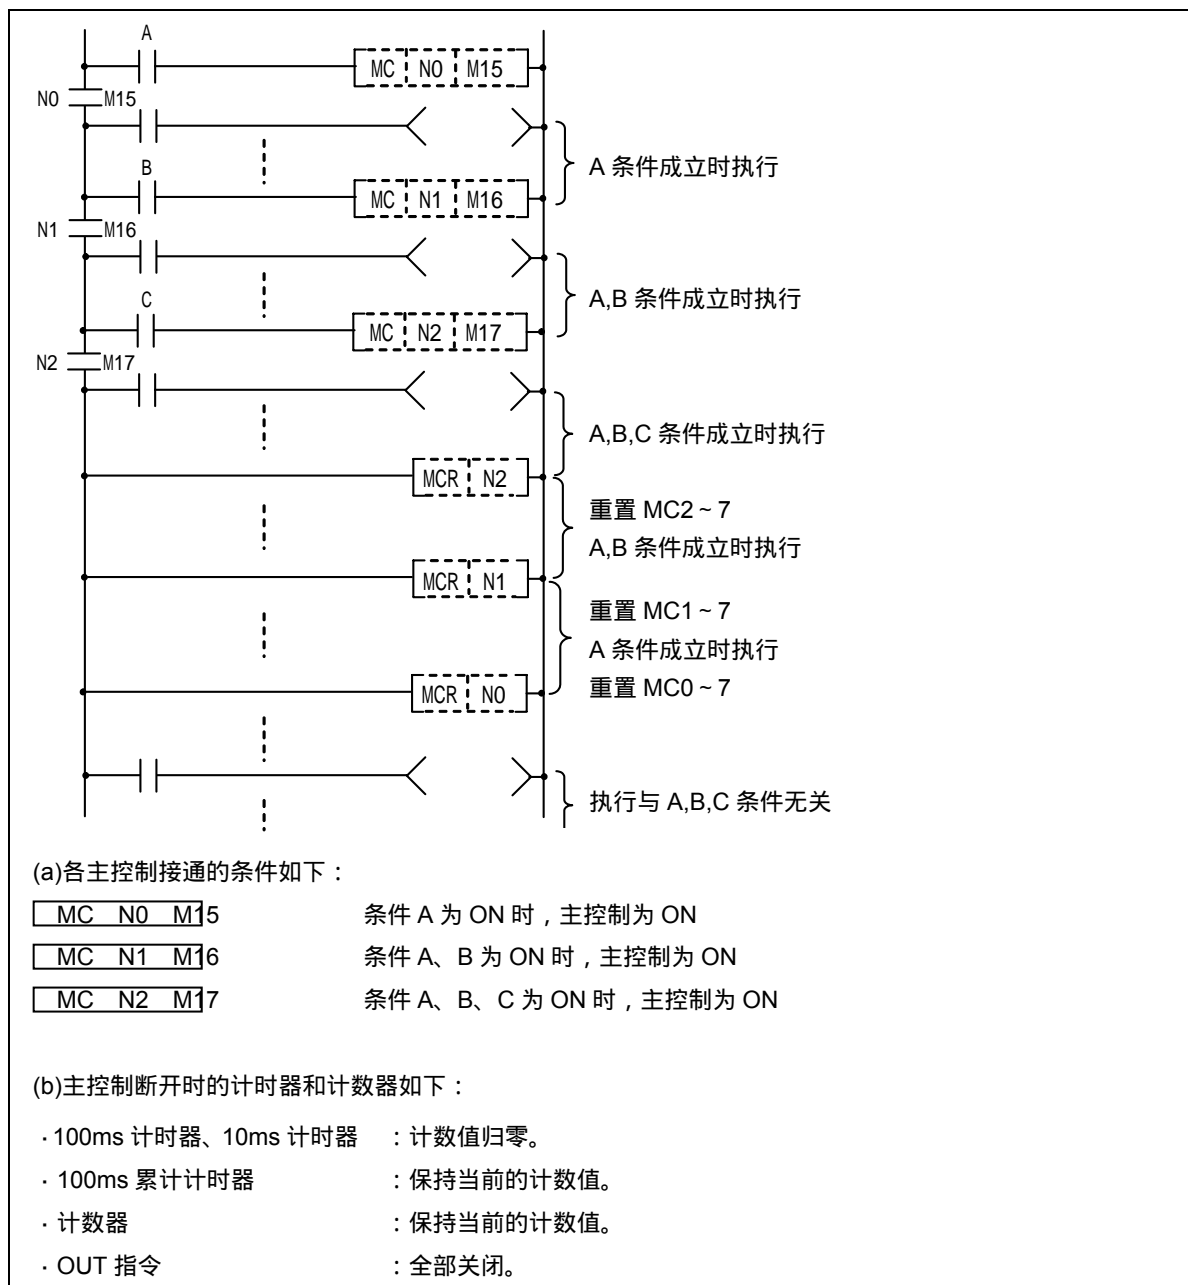 A
MC N0 M15
N0 M15
A 条件成立时执行
B
MC N1 M16
N1 M16
A,B 条件成立时执行
C
MC N2 M17
N2 M17
A,B,C 条件成立时执行
MCR N2
重置 MC2～7
A,B 条件成立时执行
MCR N1
重置 MC1～7
A 条件成立时执行
重置 MC0～7
MCR N0
执行与 A,B,C 条件无关
(a)各主控制接通的条件如下：
MC N0 M15 条件 A 为 ON 时，主控制为 ON
MC N1 M16 条件 A、B 为 ON 时，主控制为 ON
MC N2 M17 条件 A、B、C 为 ON 时，主控制为 ON
(b)主控制断开时的计时器和计数器如下：
·100ms 计时器、10ms 计时器 ：计数值归零。
·100ms 累计计时器 ：保持当前的计数值。
·计数器 ：保持当前的计数值。
·OUT 指令 ：全部关闭。